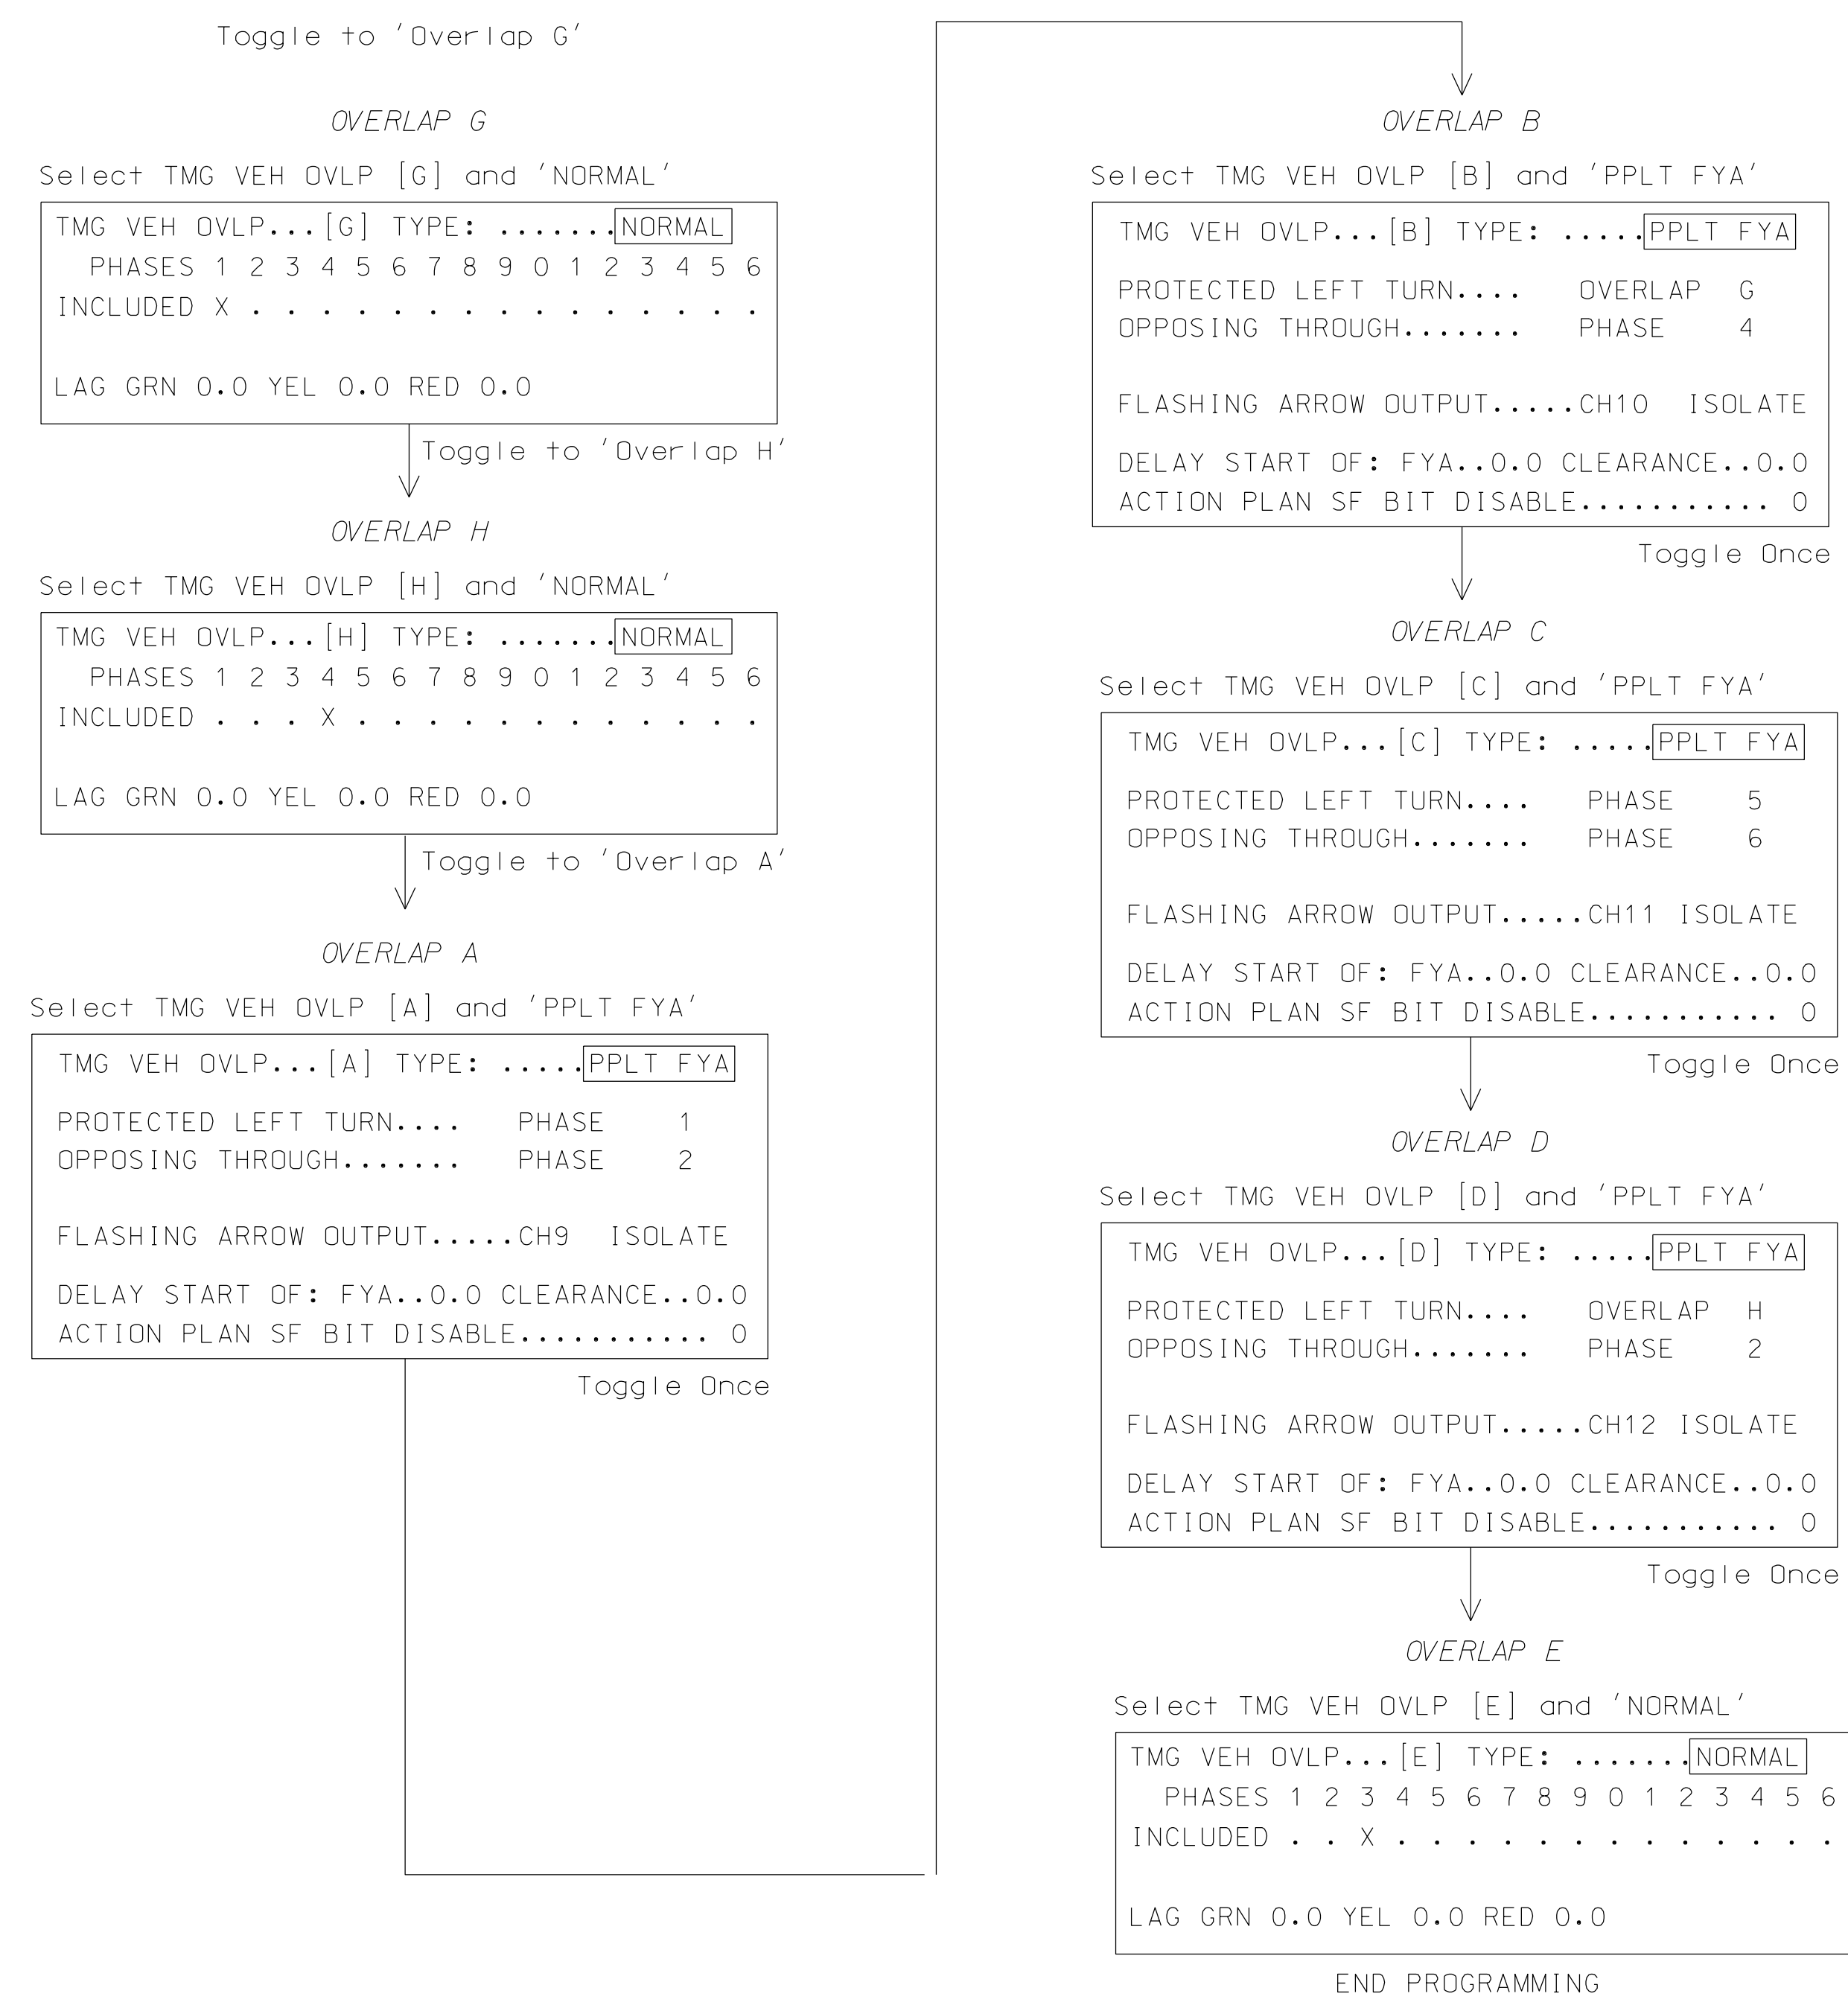 Toggle to 'Overlap G'
OVERLAP G
Select TMG VEH OVLP [G] and 'NORMAL'
TMG VEH OVLP...[G] TYPE: .......NORMAL
PHASES 1 2 3 4 5 6 7 8 9 0 1 2 3 4 5 6
INCLUDED X . . . . . . . . . . . . . . .
LAG GRN 0.0 YEL 0.0 RED 0.0
Toggle to 'Overlap H'
OVERLAP H
Select TMG VEH OVLP [H] and 'NORMAL'
TMG VEH OVLP...[H] TYPE: .......NORMAL
PHASES 1 2 3 4 5 6 7 8 9 0 1 2 3 4 5 6
INCLUDED . . . X . . . . . . . . . . . .
LAG GRN 0.0 YEL 0.0 RED 0.0
Toggle to 'Overlap A'
OVERLAP A
Select TMG VEH OVLP [A] and 'PPLT FYA'
TMG VEH OVLP...[A] TYPE: .....PPLT FYA
PROTECTED LEFT TURN.... PHASE 1
OPPOSING THROUGH....... PHASE 2
FLASHING ARROW OUTPUT.....CH9 ISOLATE
DELAY START OF: FYA..0.0 CLEARANCE..0.0
ACTION PLAN SF BIT DISABLE........... 0
Toggle Once
OVERLAP B
Select TMG VEH OVLP [B] and 'PPLT FYA'
TMG VEH OVLP...[B] TYPE: .....PPLT FYA
PROTECTED LEFT TURN.... OVERLAP G
OPPOSING THROUGH....... PHASE 4
FLASHING ARROW OUTPUT.....CH10 ISOLATE
DELAY START OF: FYA..0.0 CLEARANCE..0.0
ACTION PLAN SF BIT DISABLE........... 0
Toggle Once
OVERLAP C
Select TMG VEH OVLP [C] and 'PPLT FYA'
TMG VEH OVLP...[C] TYPE: .....PPLT FYA
PROTECTED LEFT TURN.... PHASE 5
OPPOSING THROUGH....... PHASE 6
FLASHING ARROW OUTPUT.....CH11 ISOLATE
DELAY START OF: FYA..0.0 CLEARANCE..0.0
ACTION PLAN SF BIT DISABLE........... 0
Toggle Once
OVERLAP D
Select TMG VEH OVLP [D] and 'PPLT FYA'
TMG VEH OVLP...[D] TYPE: .....PPLT FYA
PROTECTED LEFT TURN.... OVERLAP H
OPPOSING THROUGH....... PHASE 2
FLASHING ARROW OUTPUT.....CH12 ISOLATE
DELAY START OF: FYA..0.0 CLEARANCE..0.0
ACTION PLAN SF BIT DISABLE........... 0
Toggle Once
OVERLAP E
Select TMG VEH OVLP [E] and 'NORMAL'
TMG VEH OVLP...[E] TYPE: .......NORMAL
PHASES 1 2 3 4 5 6 7 8 9 0 1 2 3 4 5 6
INCLUDED . . X . . . . . . . . . . . . .
LAG GRN 0.0 YEL 0.0 RED 0.0
END PROGRAMMING